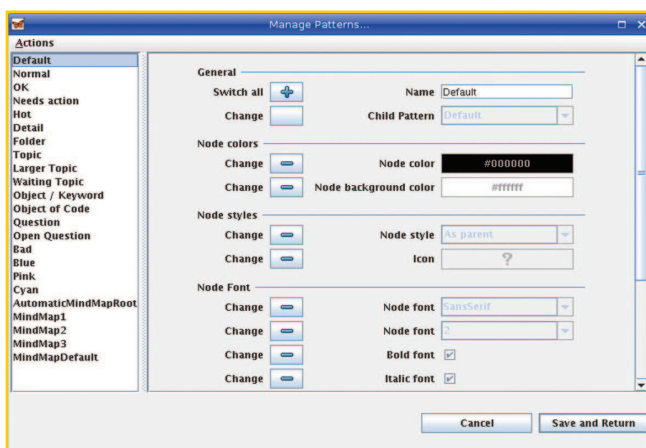 Manage Patterns...
Actions
Default
Normal
OK
Needs action
Hot
Detail
Folder
Topic
Larger Topic
Waiting Topic
Object / Keyword
Object of Code
Question
Open Question
Bad
Blue
Pink
Cyan
AutomaticMindMapRoot
MindMap1
MindMap2
MindMap3
MindMapDefault
General
Switch all Name Default
Change Child Pattern Default
Node colors
Change Node color #000000
Change Node background color #ffffff
Node styles
Change Node style As parent
Change Icon ?
Node Font
Change Node font SansSerif
Change Node font 2
Change Bold font
Change Italic font
Cancel Save and Return